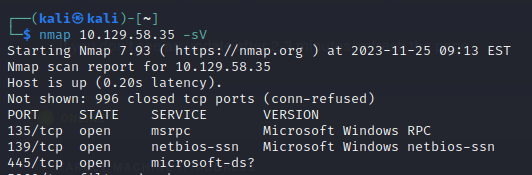 ┌──(kali㉿kali)-[~]
└─$ nmap 10.129.58.35 -sV
Starting Nmap 7.93 ( https://nmap.org ) at 2023-11-25 09:13 EST
Nmap scan report for 10.129.58.35
Host is up (0.20s latency).
Not shown: 996 closed tcp ports (conn-refused)
PORT STATE SERVICE VERSION
135/tcp open msrpc Microsoft Windows RPC
139/tcp open netbios-ssn Microsoft Windows netbios-ssn
445/tcp open microsoft-ds?